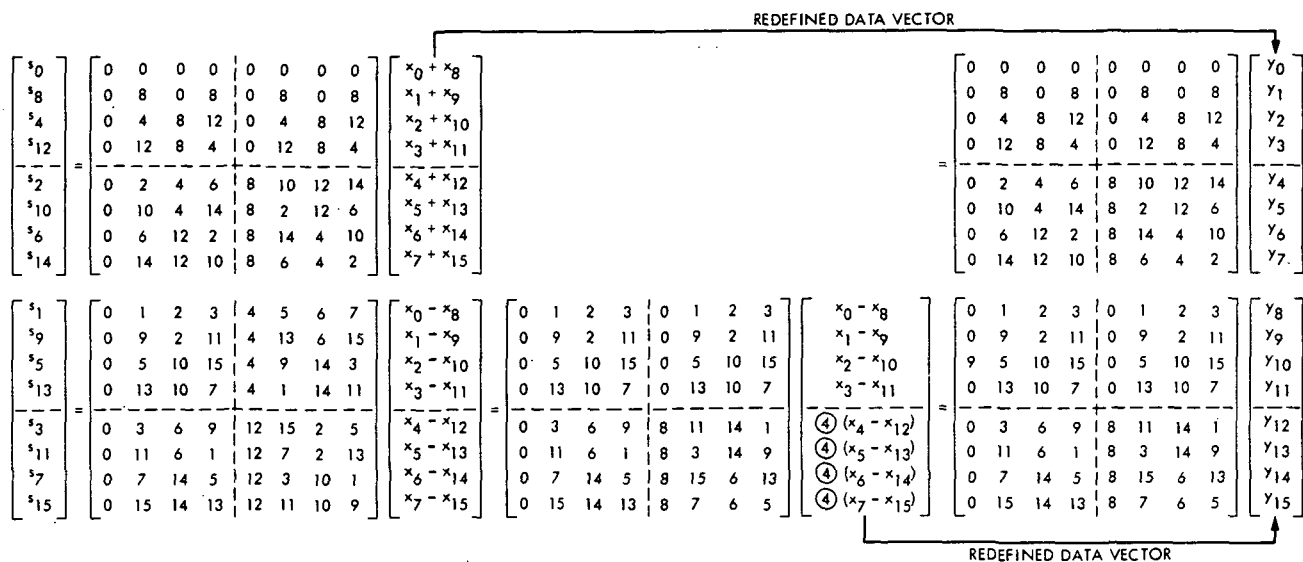 REDEFINED DATA VECTOR
s0 0 0 0 0 0 0 0 0 x0 + x8 0 0 0 0 0 0 0 0 y0
s8 0 8 0 8 0 8 0 8 x1 + x9 0 8 0 8 0 8 0 8 y1
s4 0 4 8 12 0 4 8 12 x2 + x10 0 4 8 12 0 4 8 12 y2
s12 0 12 8 4 0 12 8 4 x3 + x11 0 12 8 4 0 12 8 4 y3
= =
s2 0 2 4 6 8 10 12 14 x4 + x12 0 2 4 6 8 10 12 14 y4
s10 0 10 4 14 8 2 12 6 x5 + x13 0 10 4 14 8 2 12 6 y5
s6 0 6 12 2 8 14 4 10 x6 + x14 0 6 12 2 8 14 4 10 y6
s14 0 14 12 10 8 6 4 2 x7 + x15 0 14 12 10 8 6 4 2 y7
s1 0 1 2 3 4 5 6 7 x0 - x8 0 1 2 3 0 1 2 3 x0 - x8 0 1 2 3 0 1 2 3 y8
s9 0 9 2 11 4 13 6 15 x1 - x9 0 9 2 11 0 9 2 11 x1 - x9 0 9 2 11 0 9 2 11 y9
s5 0 5 10 15 4 9 14 3 x2 - x10 0 5 10 15 0 5 10 15 x2 - x10 9 5 10 15 0 5 10 15 y10
s13 0 13 10 7 4 1 14 11 x3 - x11 0 13 10 7 0 13 10 7 x3 - x11 0 13 10 7 0 13 10 7 y11
= = =
s3 0 3 6 9 12 15 2 5 x4 - x12 0 3 6 9 8 11 14 1 ④ (x4 - x12) 0 3 6 9 8 11 14 1 y12
s11 0 11 6 1 12 7 2 13 x5 - x13 0 11 6 1 8 3 14 9 ④ (x5 - x13) 0 11 6 1 8 3 14 9 y13
s7 0 7 14 5 12 3 10 1 x6 - x14 0 7 14 5 8 15 6 13 ④ (x6 - x14) 0 7 14 5 8 15 6 13 y14
s15 0 15 14 13 12 11 10 9 x7 - x15 0 15 14 13 8 7 6 5 ④ (x7 - x15) 0 15 14 13 8 7 6 5 y15
REDEFINED DATA VECTOR